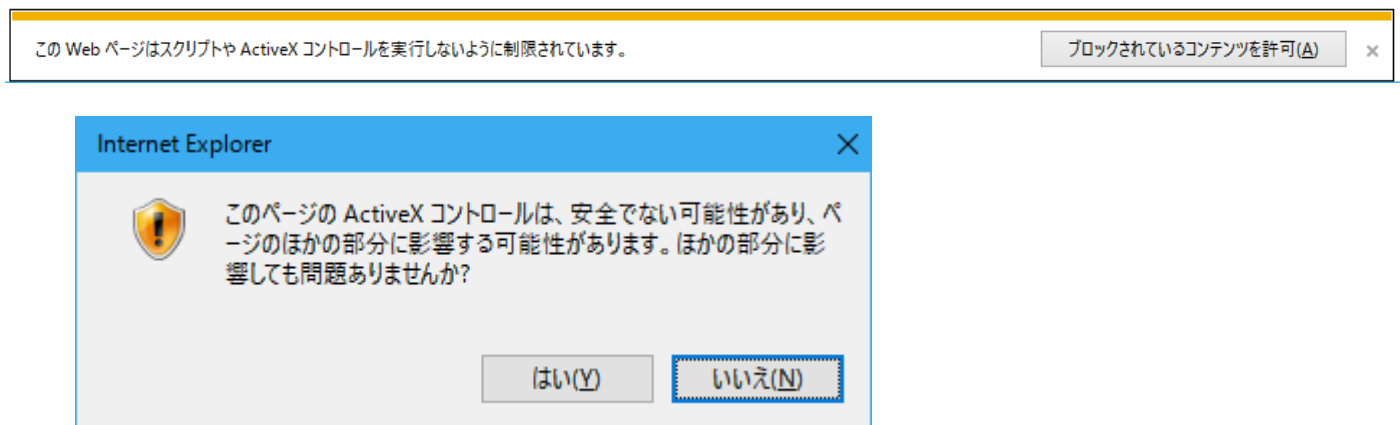 この Web ページはスクリプトや ActiveX コントロールを実行しないように制限されています。
ブロックされているコンテンツを許可(A)
×
Internet Explorer
このページの ActiveX コントロールは、安全でない可能性があり、ペ
ージのほかの部分に影響する可能性があります。ほかの部分に影
響しても問題ありませんか?
はい(Y)
いいえ(N)